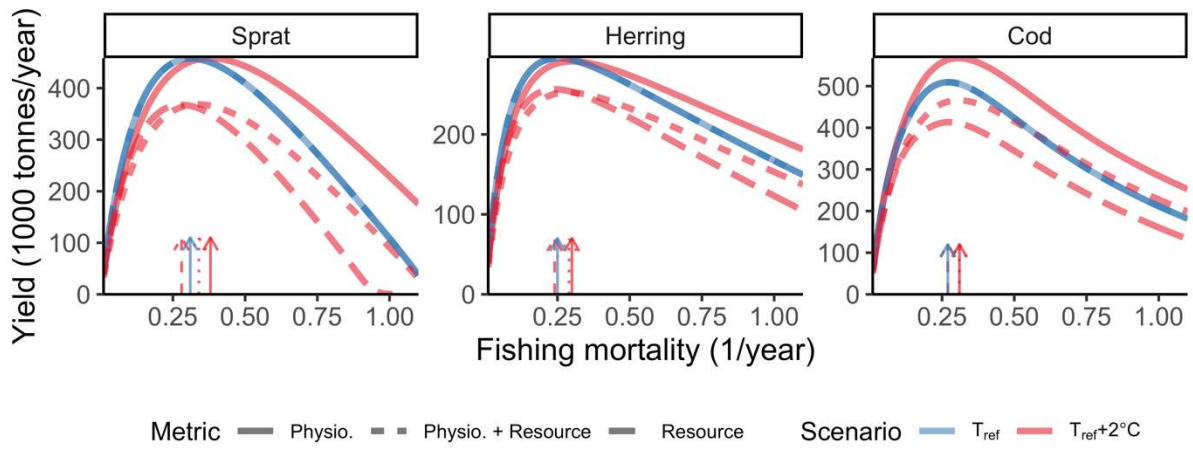 Sprat
Herring
Cod
Yield (1000 tonnes/year)
400
300
200
100
0
200
100
0
500
400
300
200
100
0
0.25 0.50 0.75 1.00
0.25 0.50 0.75 1.00
0.25 0.50 0.75 1.00
Fishing mortality (1/year)
Metric Physio. Physio. + Resource Resource Scenario Tref Tref+2°C